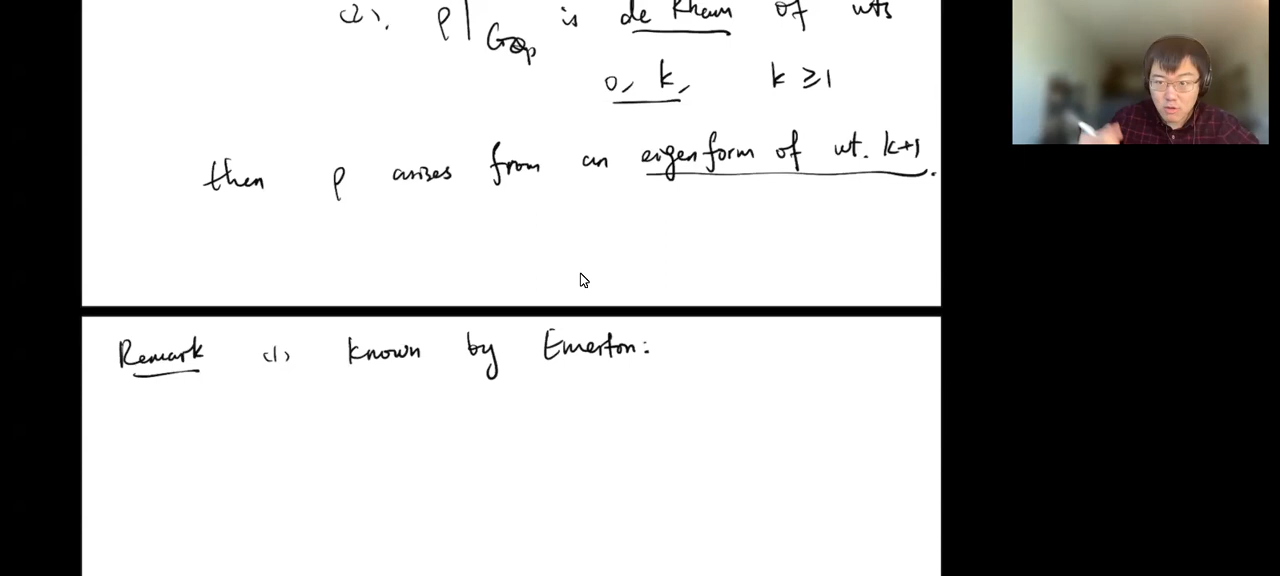 (2). ρ|_{G_{Qp}} is de Rham of wts
0, k, k ≥ 1
then ρ arises from an eigenform of wt. k+1.
Remark (1) known by Emerton: